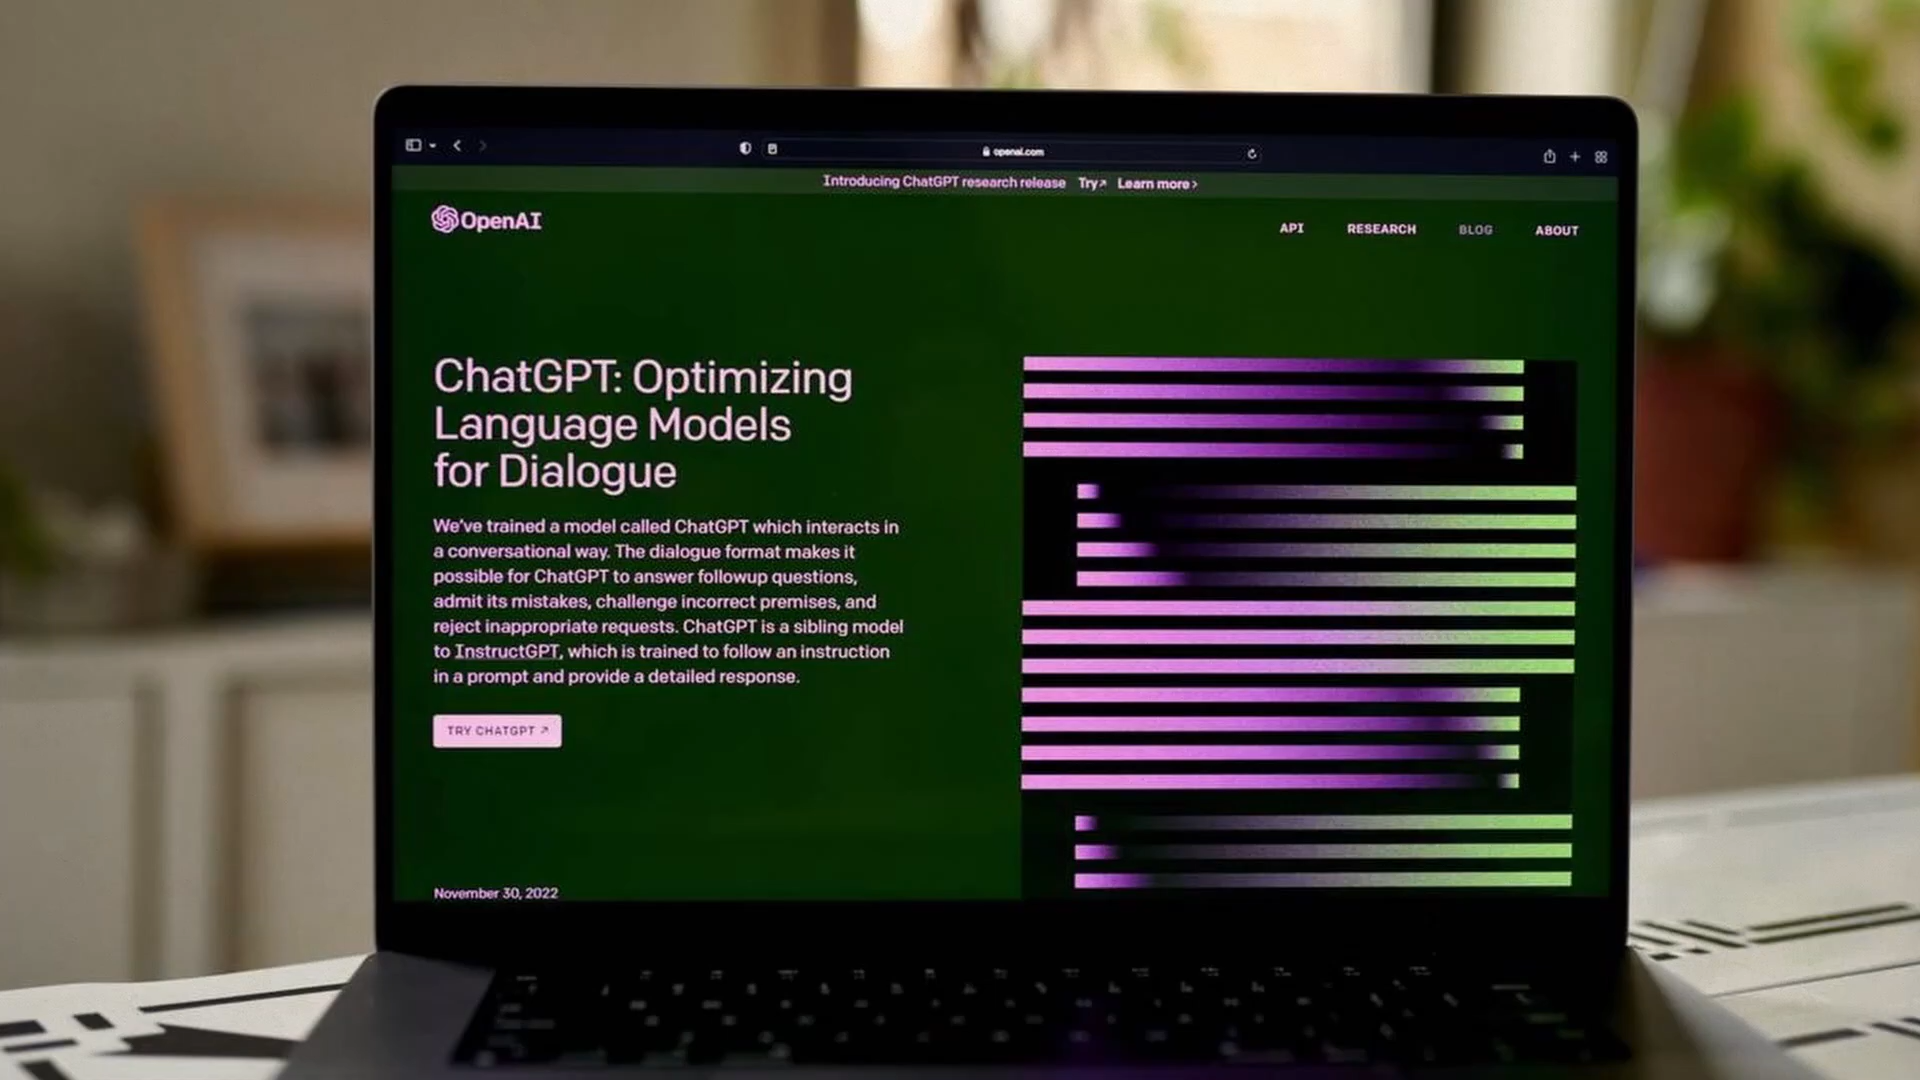 openai.com
Introducing ChatGPT research release Try↗ Learn more ›
OpenAI
API RESEARCH BLOG ABOUT
ChatGPT: Optimizing
Language Models
for Dialogue
We've trained a model called ChatGPT which interacts in
a conversational way. The dialogue format makes it
possible for ChatGPT to answer followup questions,
admit its mistakes, challenge incorrect premises, and
reject inappropriate requests. ChatGPT is a sibling model
to InstructGPT, which is trained to follow an instruction
in a prompt and provide a detailed response.
TRY CHATGPT ↗
November 30, 2022